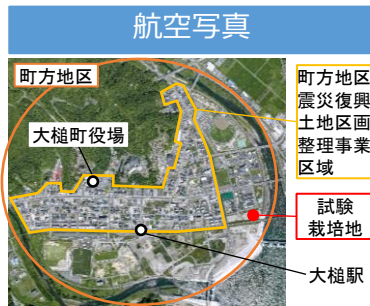 航空写真
町方地区
町方地区
震災復興
土地区画
整理事業
区域
大槌町役場
試験
栽培地
大槌駅